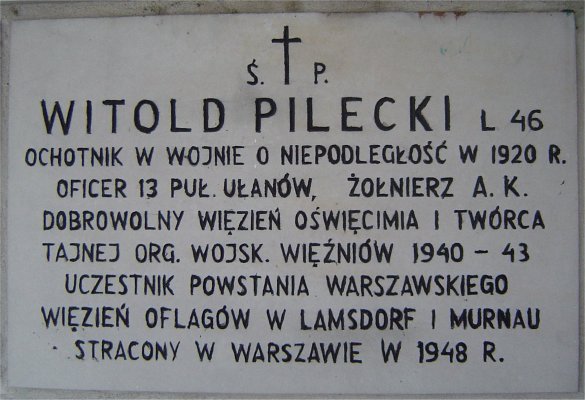 Ś. P.
WITOLD PILECKI L 46
OCHOTNIK W WOJNIE O NIEPODLEGŁOŚĆ W 1920 R.
OFICER 13 PUŁ. UŁANÓW, ŻOŁNIERZ A. K.
DOBROWOLNY WIĘZIEŃ OŚWIĘCIMIA I TWÓRCA
TAJNEJ ORG. WOJSK. WIĘŹNIÓW 1940 - 43
UCZESTNIK POWSTANIA WARSZAWSKIEGO
WIĘZIEŃ OFLAGÓW W LAMSDORF I MURNAU
STRACONY W WARSZAWIE W 1948 R.